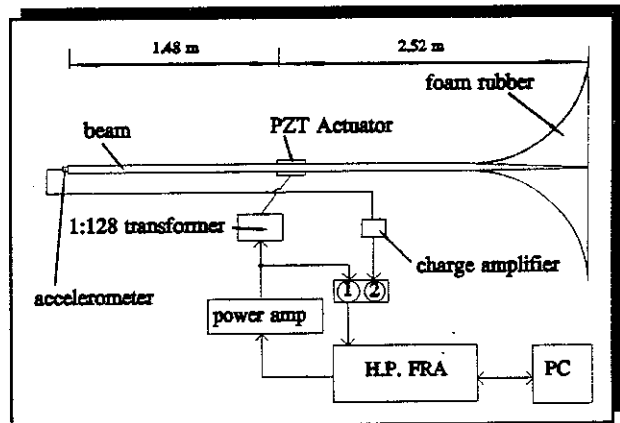 1.48 m
2.52 m
foam rubber
beam
PZT Actuator
1:128 transformer
charge amplifier
accelerometer
1 2
power amp
H.P. FRA
PC